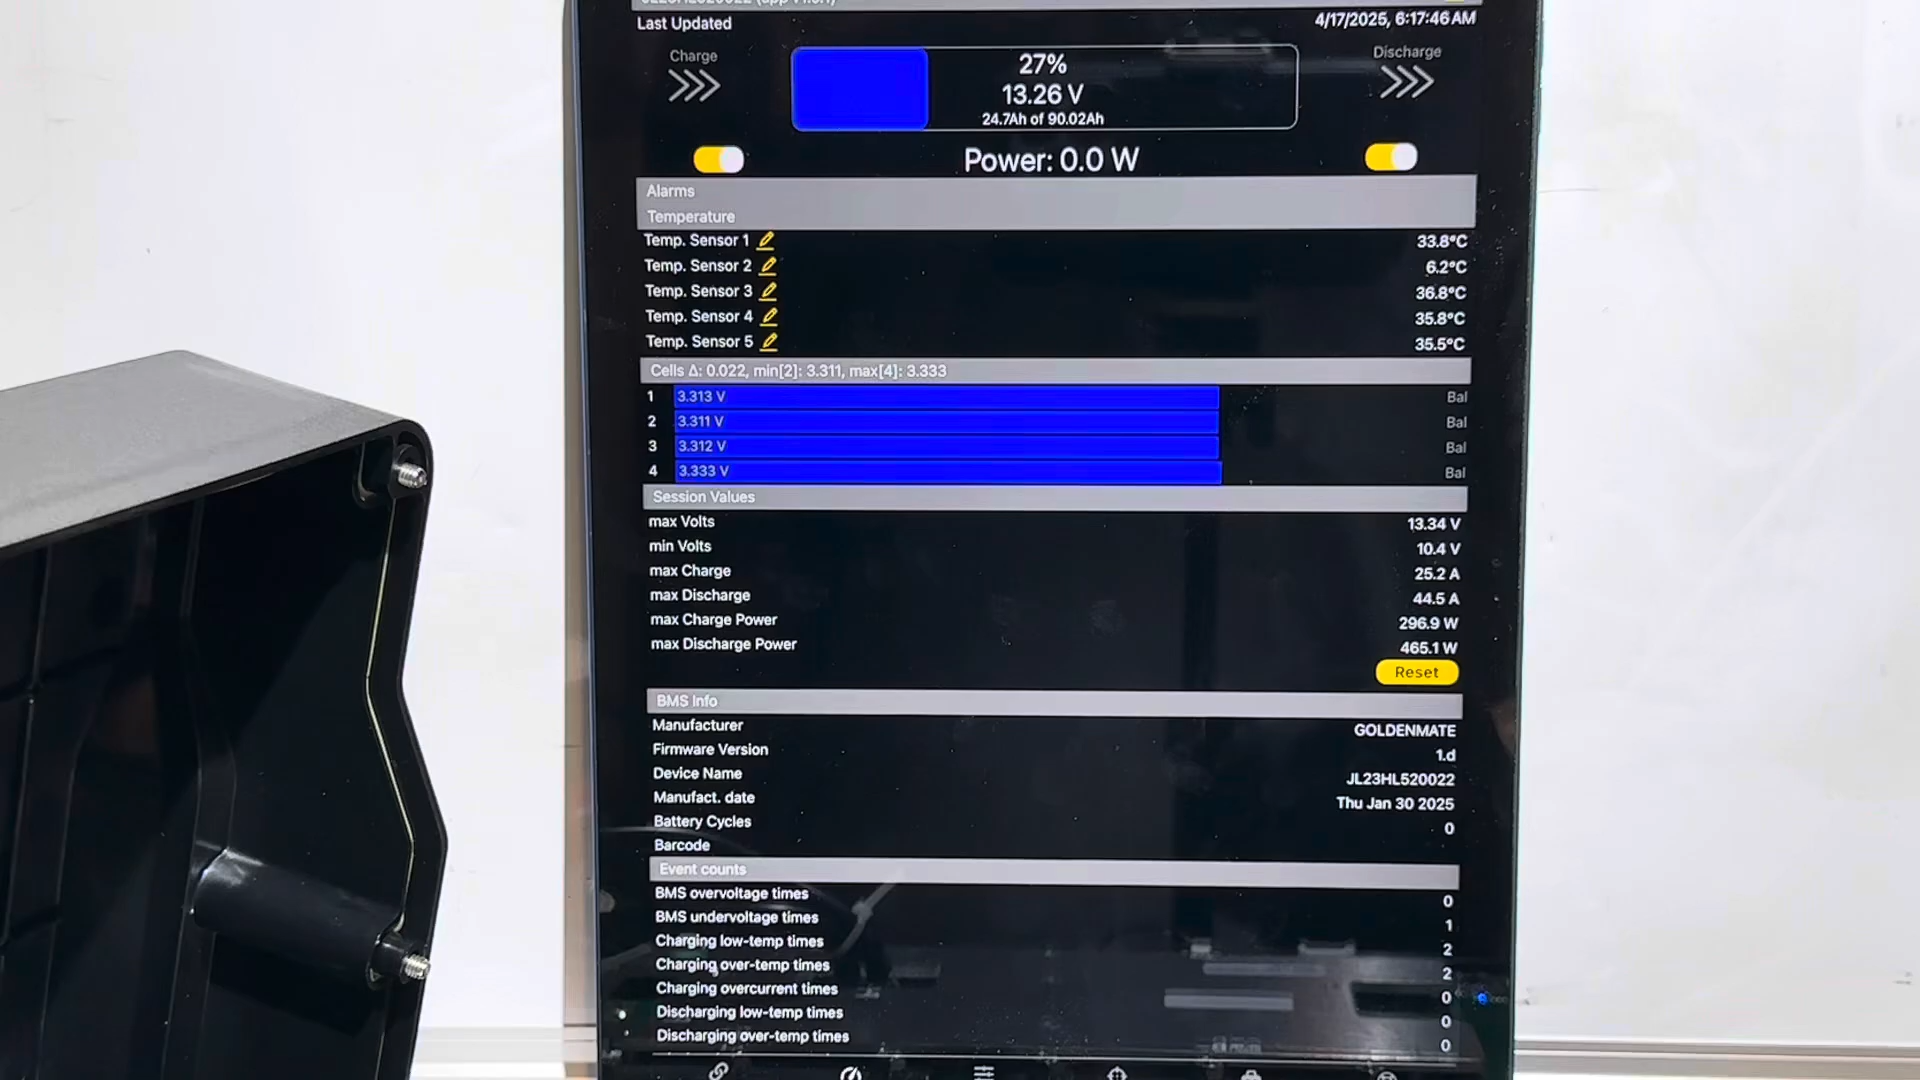 Last Updated 4/17/2025, 6:17:46 AM
Charge 27% Discharge
13.26 V
24.7Ah of 90.02Ah
Power: 0.0 W
Alarms
Temperature
Temp. Sensor 1 33.8°C
Temp. Sensor 2 6.2°C
Temp. Sensor 3 36.8°C
Temp. Sensor 4 35.8°C
Temp. Sensor 5 35.5°C
Cells Δ: 0.022, min[2]: 3.311, max[4]: 3.333
1 3.313 V Bal
2 3.311 V Bal
3 3.312 V Bal
4 3.333 V Bal
Session Values
max Volts 13.34 V
min Volts 10.4 V
max Charge 25.2 A
max Discharge 44.5 A
max Charge Power 296.9 W
max Discharge Power 465.1 W
Reset
BMS Info
Manufacturer GOLDENMATE
Firmware Version 1.d
Device Name JL23HL520022
Manufact. date Thu Jan 30 2025
Battery Cycles 0
Barcode
Event counts
BMS overvoltage times 0
BMS undervoltage times 1
Charging low-temp times 2
Charging over-temp times 2
Charging overcurrent times 0
Discharging low-temp times 0
Discharging over-temp times 0